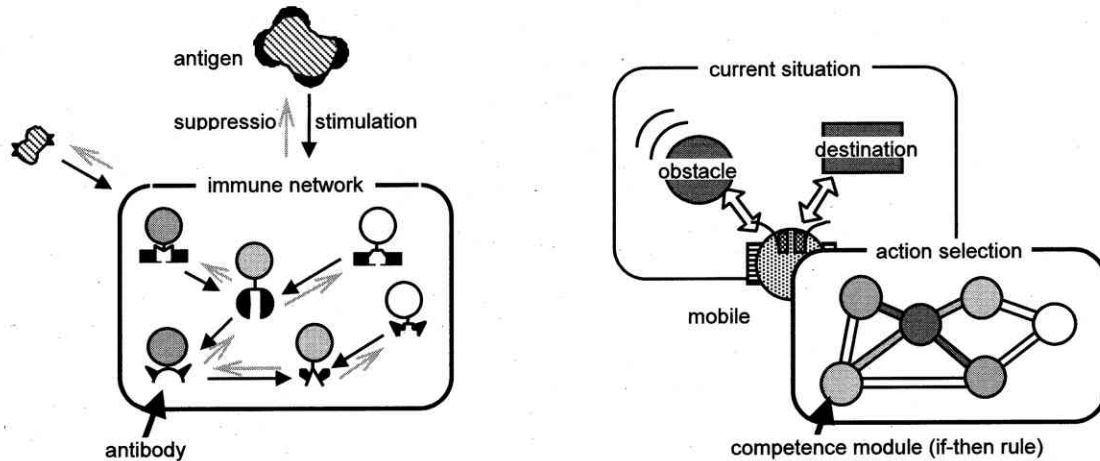 antigen
suppressio
stimulation
immune network
antibody
current situation
obstacle
destination
action selection
mobile
competence module (if-then rule)